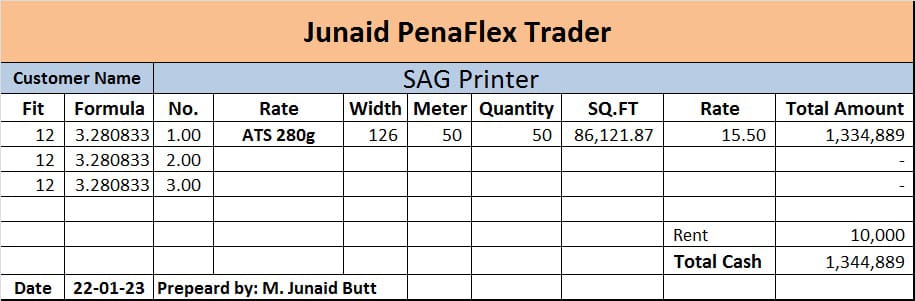 Junaid PenaFlex Trader
Customer Name SAG Printer
Fit Formula No. Rate Width Meter Quantity SQ.FT Rate Total Amount
12 3.280833 1.00 ATS 280g 126 50 50 86,121.87 15.50 1,334,889
12 3.280833 2.00 -
12 3.280833 3.00 -
Rent 10,000
Total Cash 1,344,889
Date 22-01-23 Prepeard by: M. Junaid Butt